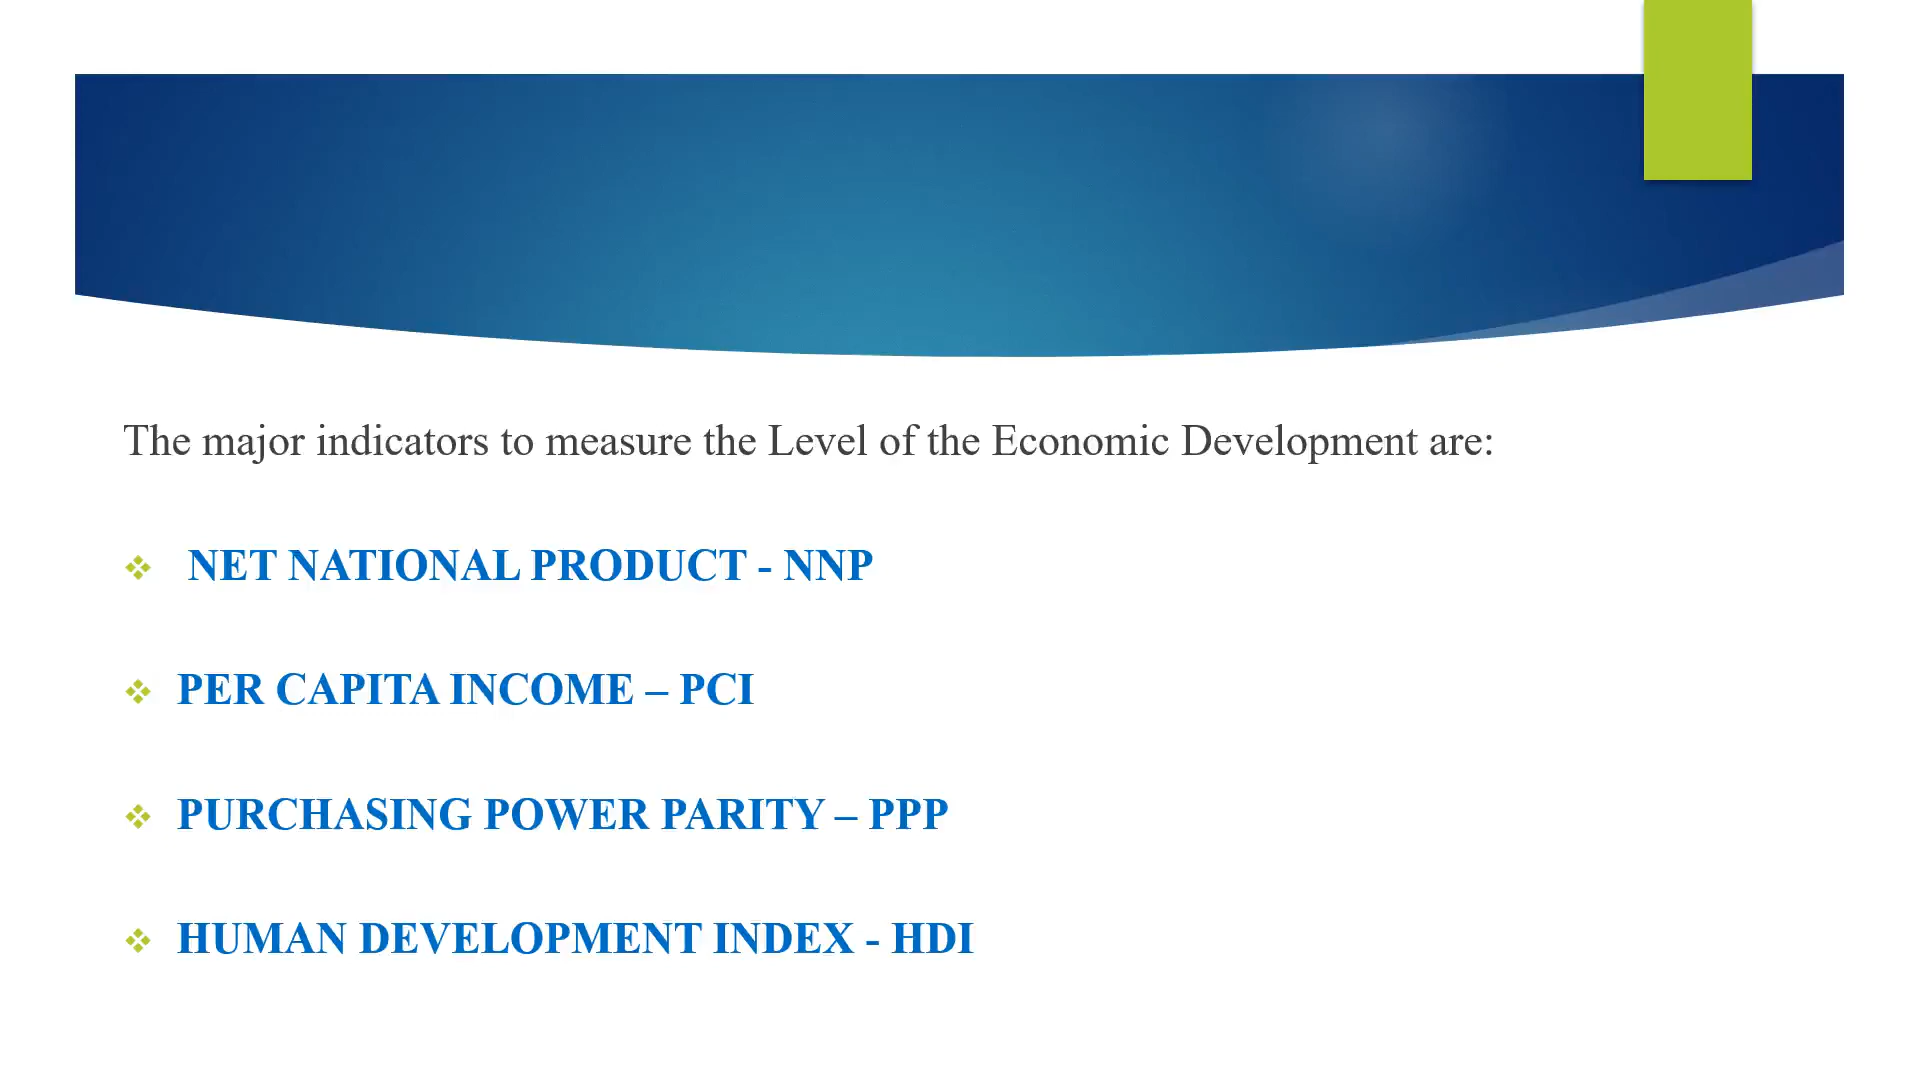 The major indicators to measure the Level of the Economic Development are:
NET NATIONAL PRODUCT - NNP
PER CAPITA INCOME – PCI
PURCHASING POWER PARITY – PPP
HUMAN DEVELOPMENT INDEX - HDI